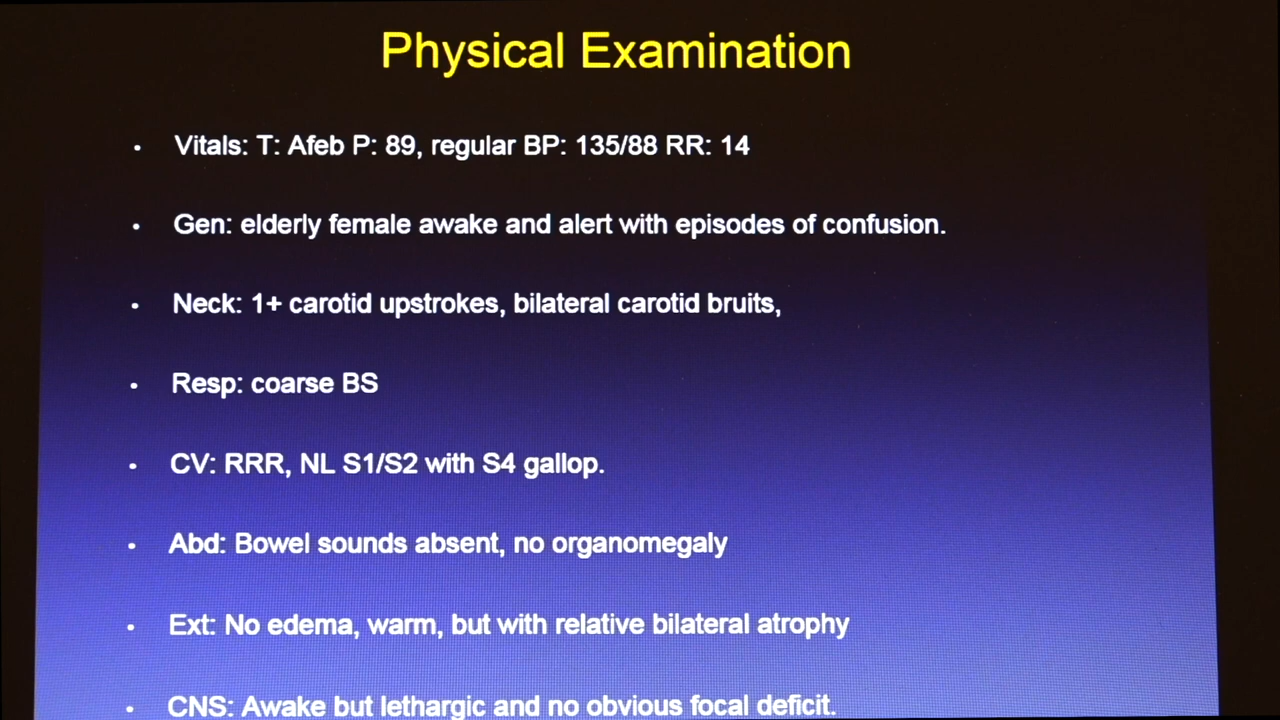 Physical Examination
• Vitals: T: Afeb P: 89, regular BP: 135/88 RR: 14
• Gen: elderly female awake and alert with episodes of confusion.
• Neck: 1+ carotid upstrokes, bilateral carotid bruits,
• Resp: coarse BS
• CV: RRR, NL S1/S2 with S4 gallop.
• Abd: Bowel sounds absent, no organomegaly
• Ext: No edema, warm, but with relative bilateral atrophy
• CNS: Awake but lethargic and no obvious focal deficit.